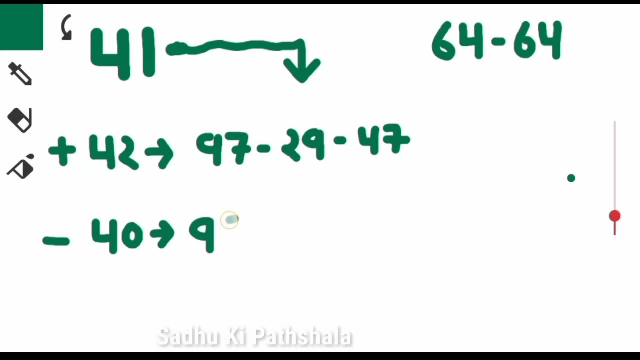 41 → 64-64
+ 42 → 97-29-47
- 40 → 9
Sadhu Ki Pathshala